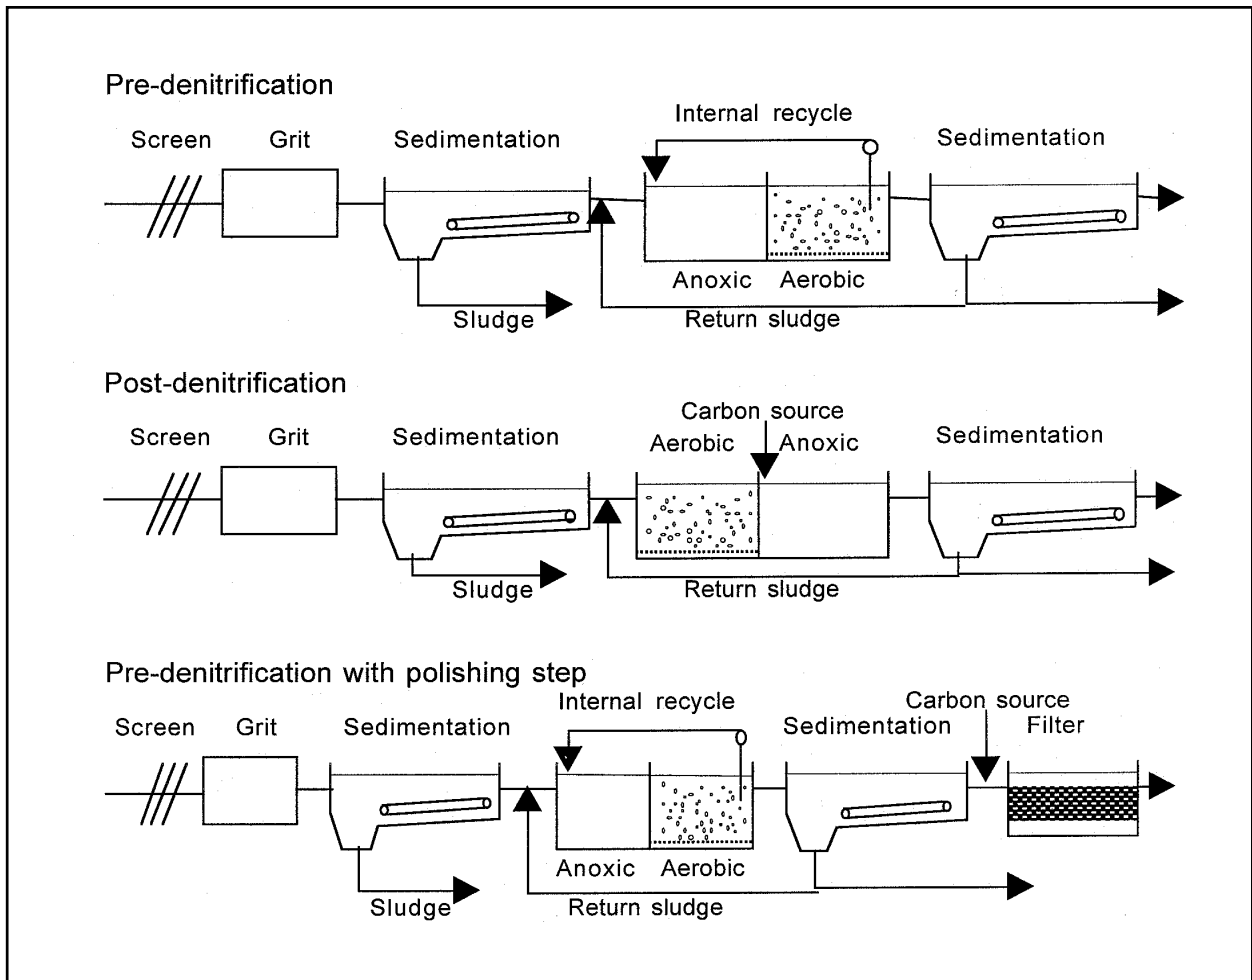 Pre-denitrification
Internal recycle
Screen Grit Sedimentation Sedimentation
Anoxic Aerobic
Sludge Return sludge
Post-denitrification
Carbon source
Screen Grit Sedimentation Aerobic Anoxic Sedimentation
Sludge Return sludge
Pre-denitrification with polishing step
Internal recycle Carbon source
Screen Grit Sedimentation Sedimentation Filter
Anoxic Aerobic
Sludge Return sludge